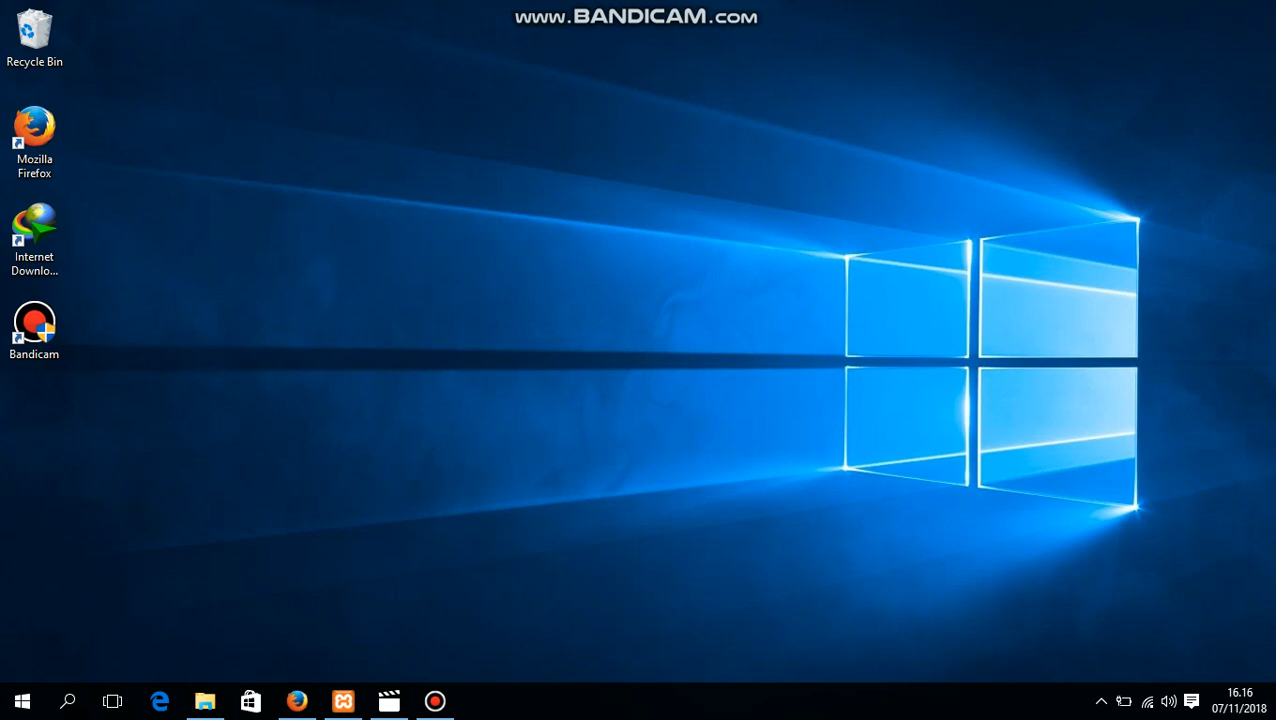 www.BANDICAM.com
Recycle Bin
Mozilla
Firefox
Internet
Downlo...
Bandicam
16.16
07/11/2018